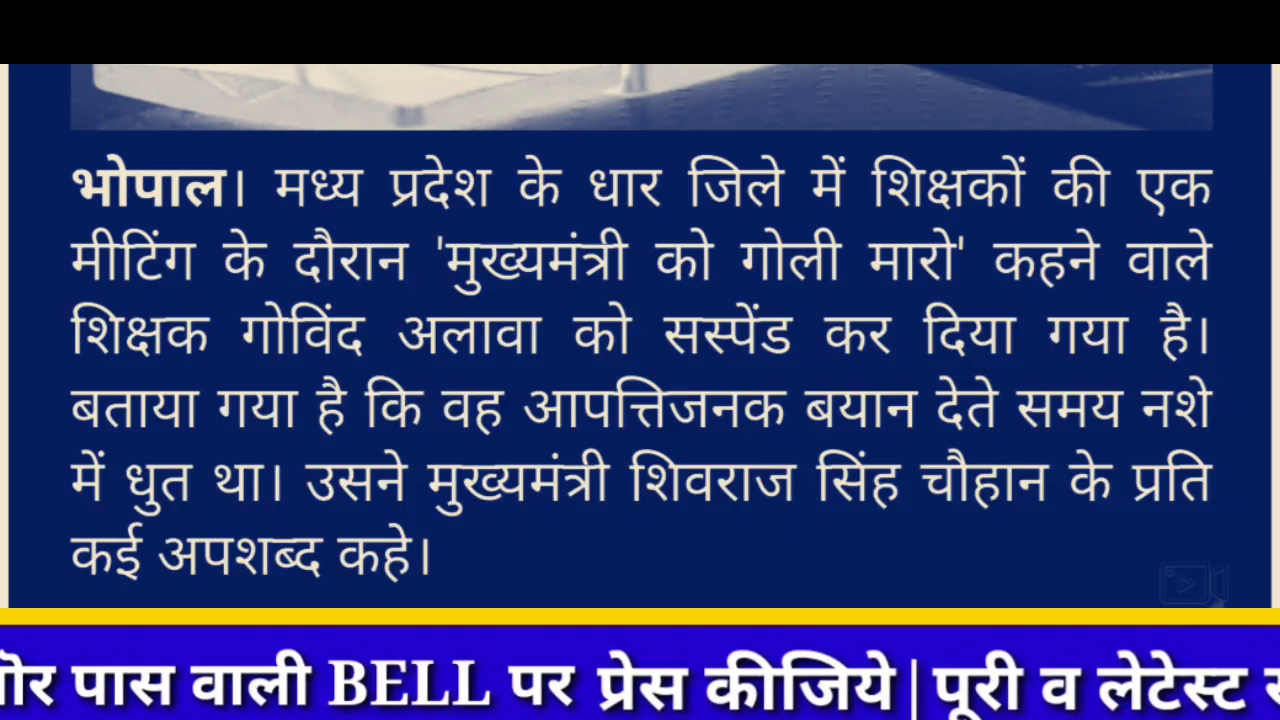 भोपाल। मध्य प्रदेश के धार जिले में शिक्षकों की एक
मीटिंग के दौरान 'मुख्यमंत्री को गोली मारो' कहने वाले
शिक्षक गोविंद अलावा को सस्पेंड कर दिया गया है।
बताया गया है कि वह आपत्तिजनक बयान देते समय नशे
में धुत था। उसने मुख्यमंत्री शिवराज सिंह चौहान के प्रति
कई अपशब्द कहे।
पास वाली BELL पर प्रेस कीजिये | पूरी व लेटेस्ट